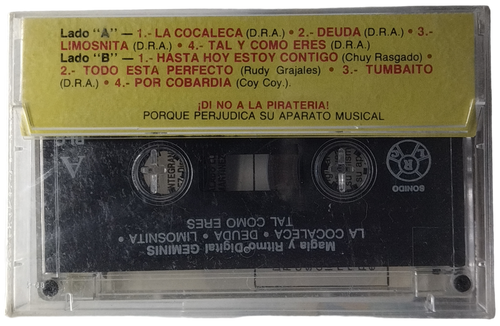 Lado "A" — 1.- LA COCALECA (D.R.A.) • 2.- DEUDA (D.R.A.) • 3.-
LIMOSNITA (D.R.A.) • 4.- TAL Y COMO ERES (D.R.A.)
Lado "B" — 1.- HASTA HOY ESTOY CONTIGO (Chuy Rasgado) •
2.- TODO ESTA PERFECTO (Rudy Grajales) • 3.- TUMBAITO
(D.R.A.) • 4.- POR COBARDIA (Coy Coy.).
¡DI NO A LA PIRATERIA!
PORQUE PERJUDICA SU APARATO MUSICAL
A
SONIDO
Magia y Ritmo Digital GEMINIS
LA COCALECA • DEUDA • LIMOSNITA •
TAL COMO ERES